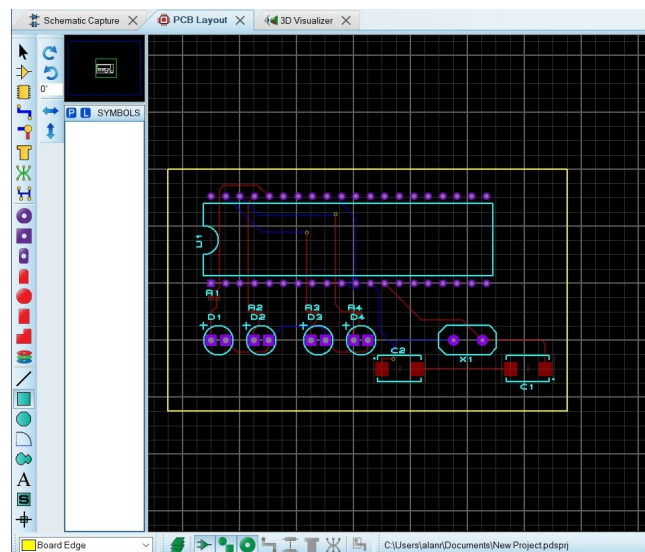 Schematic Capture
PCB Layout
3D Visualizer
0°
P L SYMBOLS
U1
R1
R2
R3
R4
D1
D2
D3
D4
C2
X1
C1
A
S
Board Edge
C:\Users\alanr\Documents\New Project.pdsprj